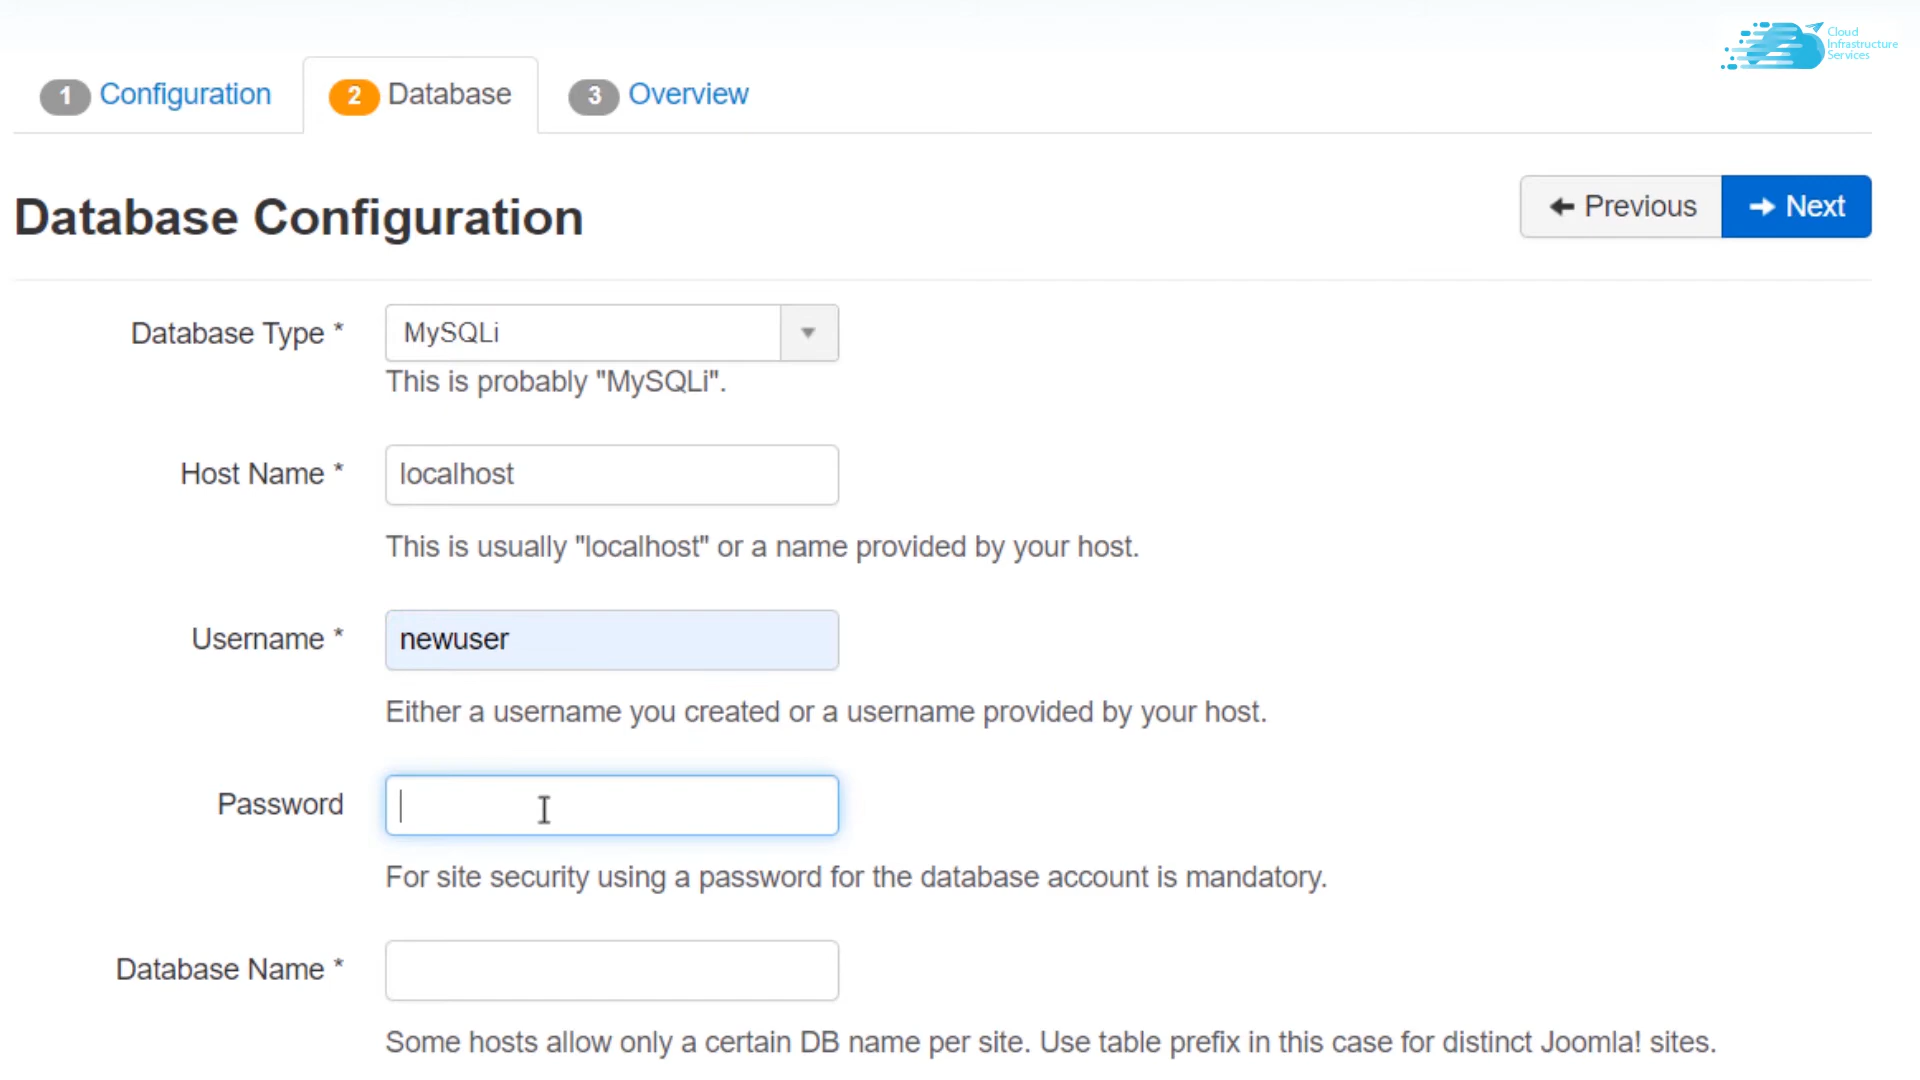 Cloud
Infrastructure
Services
1 Configuration
2 Database
3 Overview
Database Configuration
Previous
Next
Database Type *
MySQLi
This is probably "MySQLi".
Host Name *
localhost
This is usually "localhost" or a name provided by your host.
Username *
newuser
Either a username you created or a username provided by your host.
Password
For site security using a password for the database account is mandatory.
Database Name *
Some hosts allow only a certain DB name per site. Use table prefix in this case for distinct Joomla! sites.